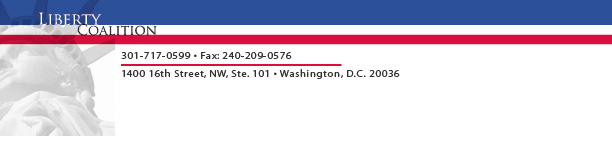 LIBERTY
COALITION
301-717-0599 • Fax: 240-209-0576
1400 16th Street, NW, Ste. 101 • Washington, D.C. 20036